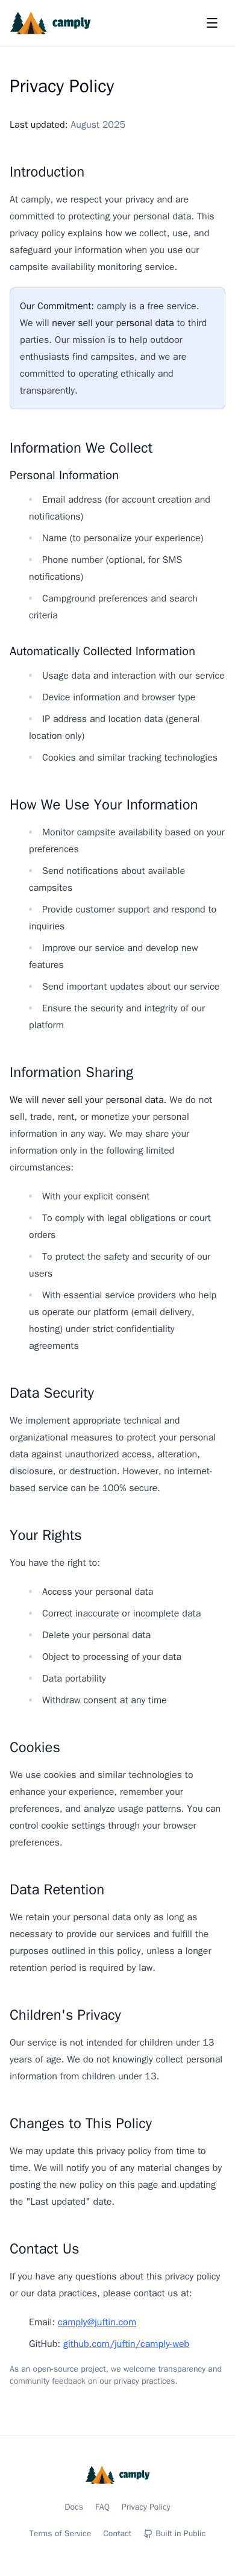 camply
Privacy Policy
Last updated: August 2025
Introduction
At camply, we respect your privacy and are
committed to protecting your personal data. This
privacy policy explains how we collect, use, and
safeguard your information when you use our
campsite availability monitoring service.
Our Commitment: camply is a free service.
We will never sell your personal data to third
parties. Our mission is to help outdoor
enthusiasts find campsites, and we are
committed to operating ethically and
transparently.
Information We Collect
Personal Information
Email address (for account creation and
notifications)
Name (to personalize your experience)
Phone number (optional, for SMS
notifications)
Campground preferences and search
criteria
Automatically Collected Information
Usage data and interaction with our service
Device information and browser type
IP address and location data (general
location only)
Cookies and similar tracking technologies
How We Use Your Information
Monitor campsite availability based on your
preferences
Send notifications about available
campsites
Provide customer support and respond to
inquiries
Improve our service and develop new
features
Send important updates about our service
Ensure the security and integrity of our
platform
Information Sharing
We will never sell your personal data. We do not
sell, trade, rent, or monetize your personal
information in any way. We may share your
information only in the following limited
circumstances:
With your explicit consent
To comply with legal obligations or court
orders
To protect the safety and security of our
users
With essential service providers who help
us operate our platform (email delivery,
hosting) under strict confidentiality
agreements
Data Security
We implement appropriate technical and
organizational measures to protect your personal
data against unauthorized access, alteration,
disclosure, or destruction. However, no internet-
based service can be 100% secure.
Your Rights
You have the right to:
Access your personal data
Correct inaccurate or incomplete data
Delete your personal data
Object to processing of your data
Data portability
Withdraw consent at any time
Cookies
We use cookies and similar technologies to
enhance your experience, remember your
preferences, and analyze usage patterns. You can
control cookie settings through your browser
preferences.
Data Retention
We retain your personal data only as long as
necessary to provide our services and fulfill the
purposes outlined in this policy, unless a longer
retention period is required by law.
Children's Privacy
Our service is not intended for children under 13
years of age. We do not knowingly collect personal
information from children under 13.
Changes to This Policy
We may update this privacy policy from time to
time. We will notify you of any material changes by
posting the new policy on this page and updating
the "Last updated" date.
Contact Us
If you have any questions about this privacy policy
or our data practices, please contact us at:
Email: camply@juftin.com
GitHub: github.com/juftin/camply-web
As an open-source project, we welcome transparency and
community feedback on our privacy practices.
camply
Docs FAQ Privacy Policy
Terms of Service Contact Built in Public